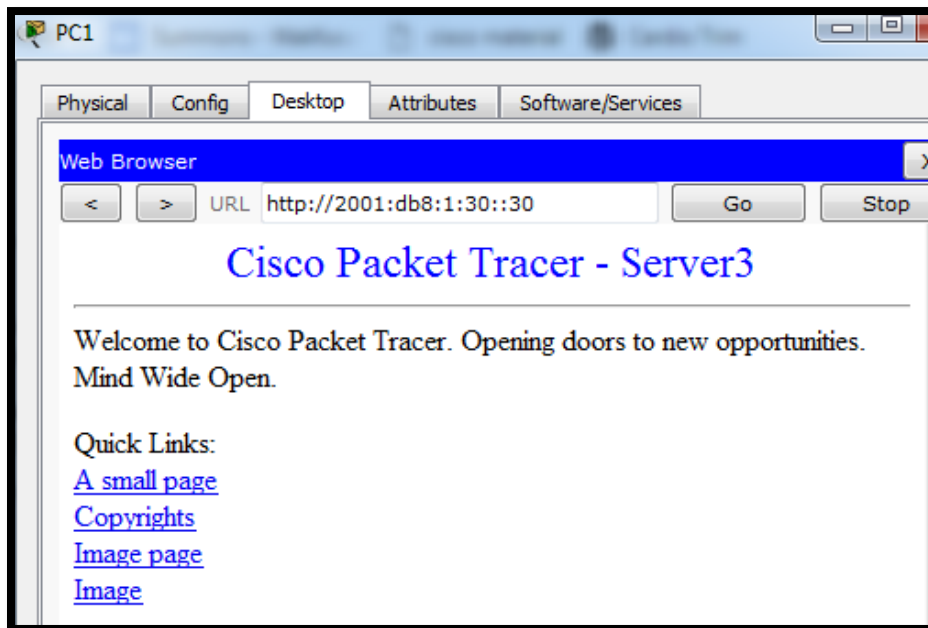 PC1
Physical Config Desktop Attributes Software/Services
Web Browser
X
< > URL http://2001:db8:1:30::30 Go Stop
Cisco Packet Tracer - Server3
Welcome to Cisco Packet Tracer. Opening doors to new opportunities.
Mind Wide Open.
Quick Links:
A small page
Copyrights
Image page
Image